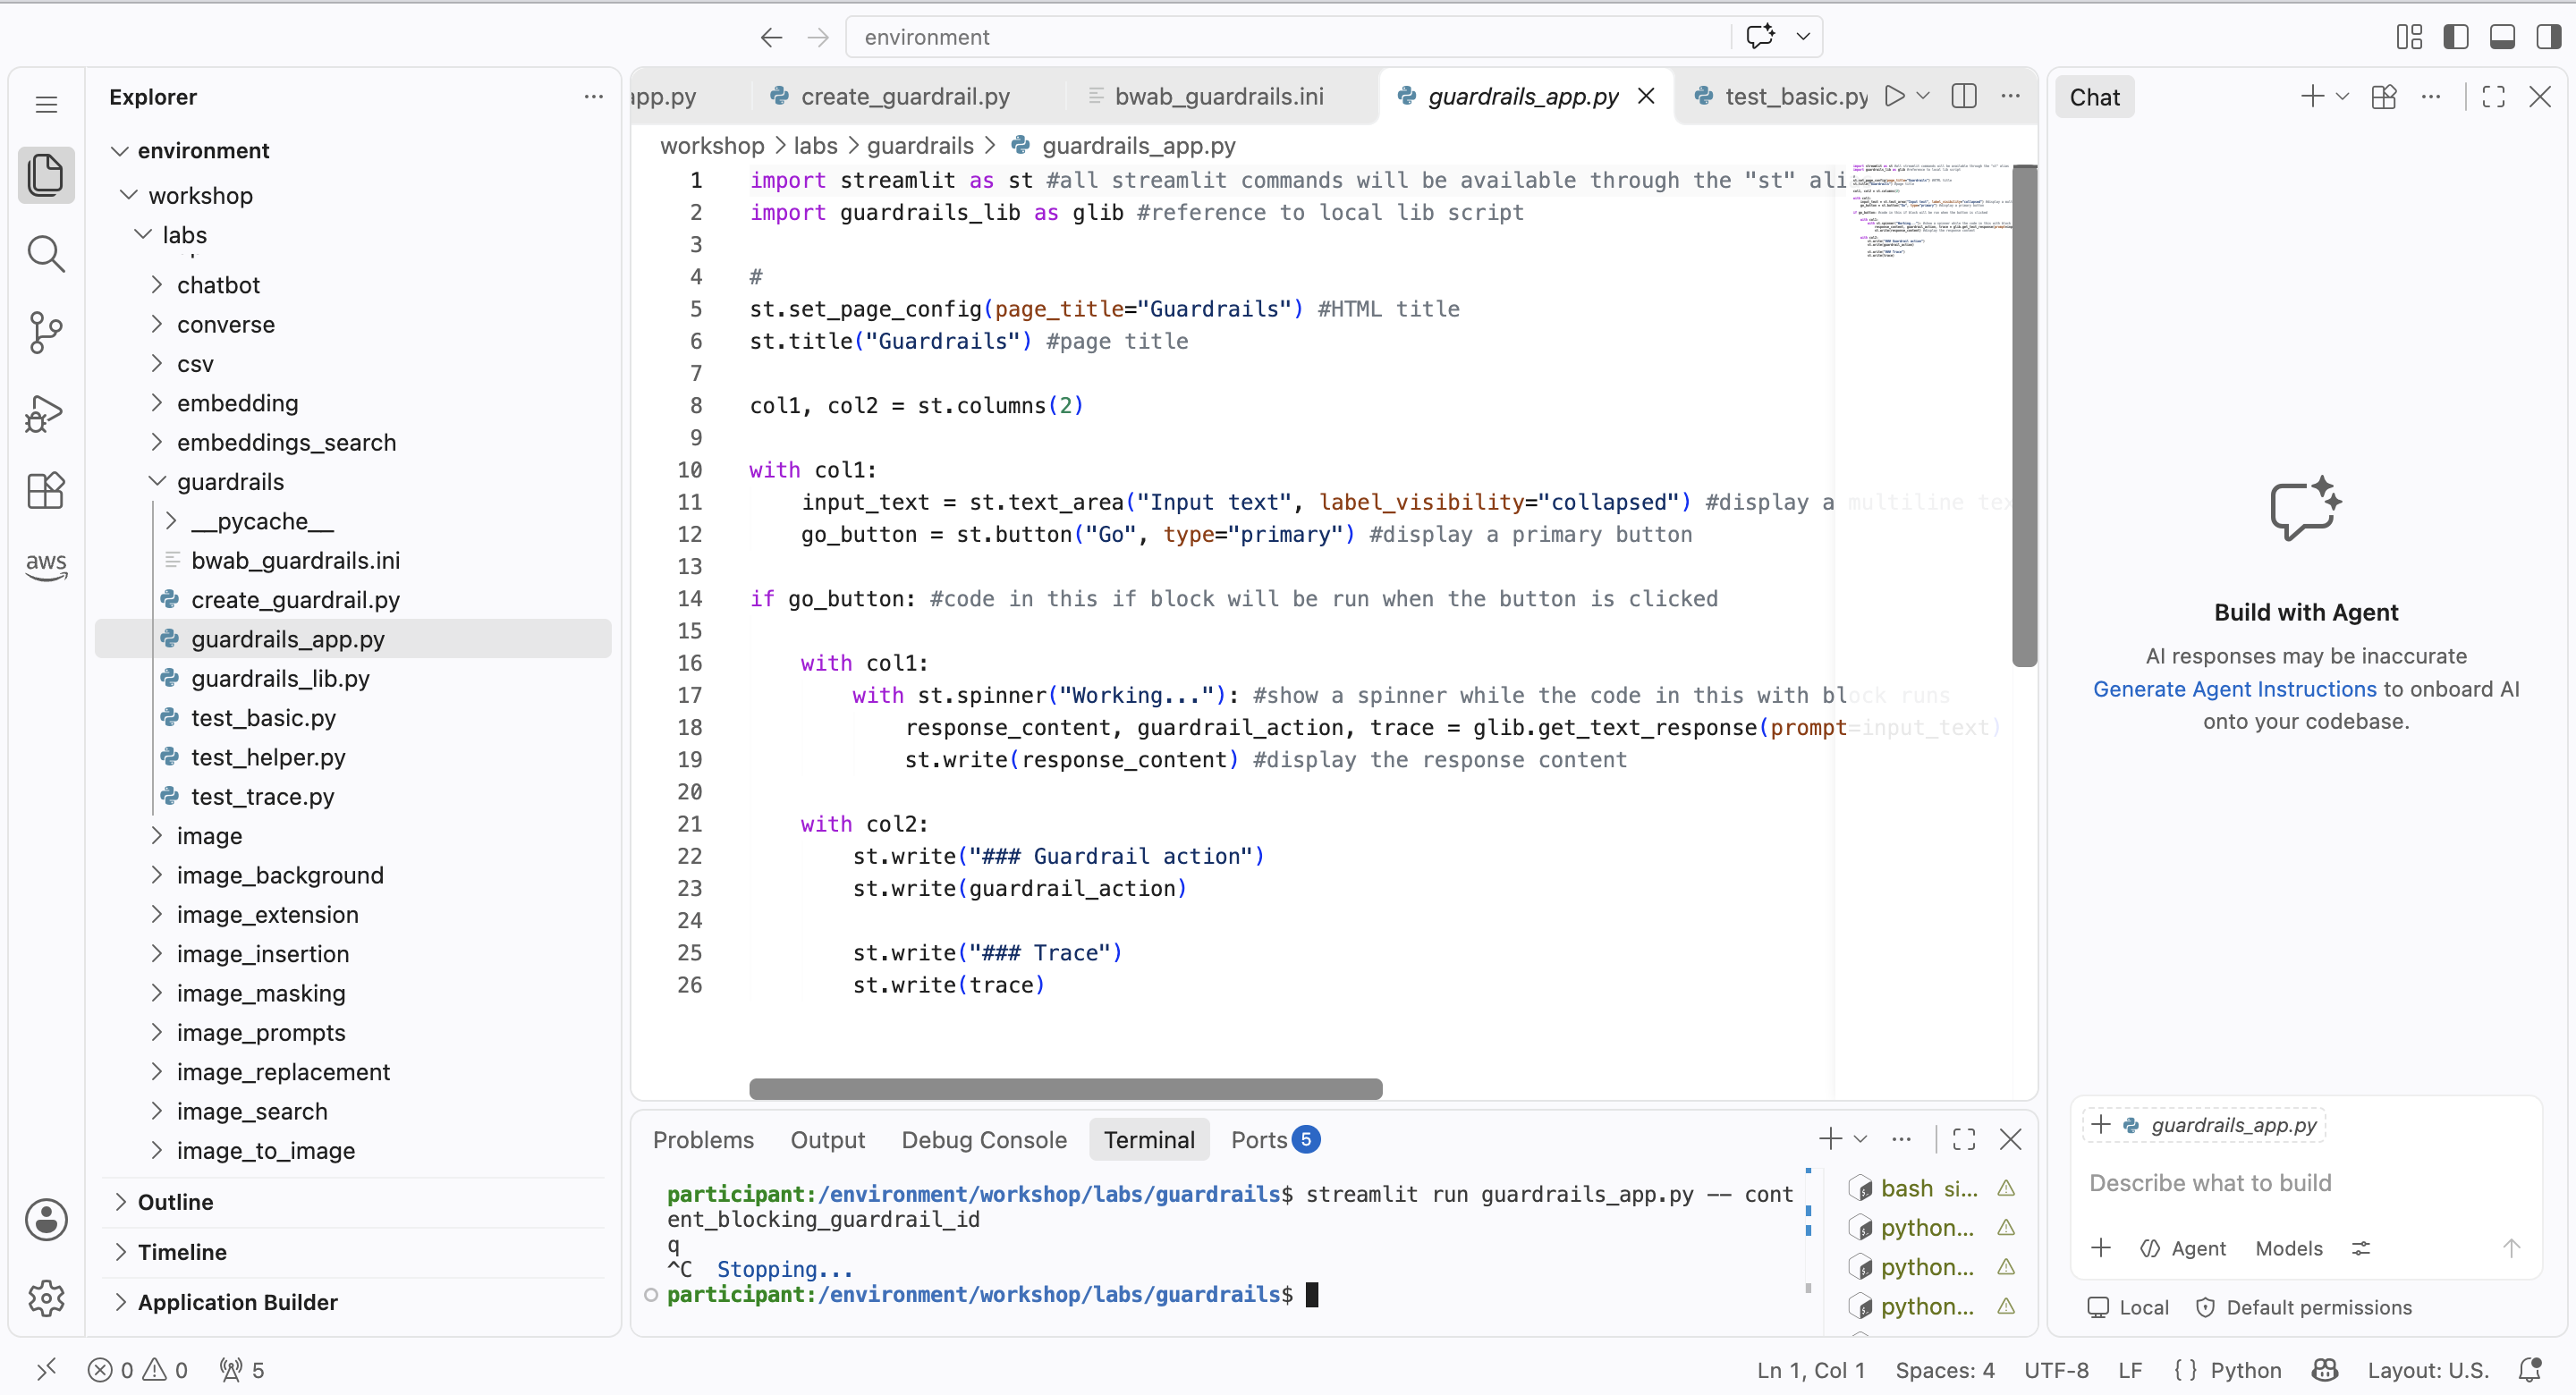 environment
Explorer
environment
workshop
labs
chatbot
converse
csv
embedding
embeddings_search
guardrails
__pycache__
bwab_guardrails.ini
create_guardrail.py
guardrails_app.py
guardrails_lib.py
test_basic.py
test_helper.py
test_trace.py
image
image_background
image_extension
image_insertion
image_masking
image_prompts
image_replacement
image_search
image_to_image
Outline
Timeline
Application Builder
aws
app.py
create_guardrail.py
bwab_guardrails.ini
guardrails_app.py
test_basic.py
workshop > labs > guardrails > guardrails_app.py
1 import streamlit as st #all streamlit commands will be available through the "st" ali
2 import guardrails_lib as glib #reference to local lib script
3
4 #
5 st.set_page_config(page_title="Guardrails") #HTML title
6 st.title("Guardrails") #page title
7
8 col1, col2 = st.columns(2)
9
10 with col1:
11 input_text = st.text_area("Input text", label_visibility="collapsed") #display a multiline tex
12 go_button = st.button("Go", type="primary") #display a primary button
13
14 if go_button: #code in this if block will be run when the button is clicked
15
16 with col1:
17 with st.spinner("Working..."): #show a spinner while the code in this with block runs
18 response_content, guardrail_action, trace = glib.get_text_response(prompt=input_text)
19 st.write(response_content) #display the response content
20
21 with col2:
22 st.write("### Guardrail action")
23 st.write(guardrail_action)
24
25 st.write("### Trace")
26 st.write(trace)
Problems
Output
Debug Console
Terminal
Ports 5
participant:/environment/workshop/labs/guardrails$ streamlit run guardrails_app.py -- cont
ent_blocking_guardrail_id
q
^C Stopping...
participant:/environment/workshop/labs/guardrails$
bash si...
python...
python...
python...
Chat
Build with Agent
AI responses may be inaccurate
Generate Agent Instructions to onboard AI
onto your codebase.
guardrails_app.py
Describe what to build
Agent
Models
Local
Default permissions
0
0
5
Ln 1, Col 1
Spaces: 4
UTF-8
LF
{ } Python
Layout: U.S.